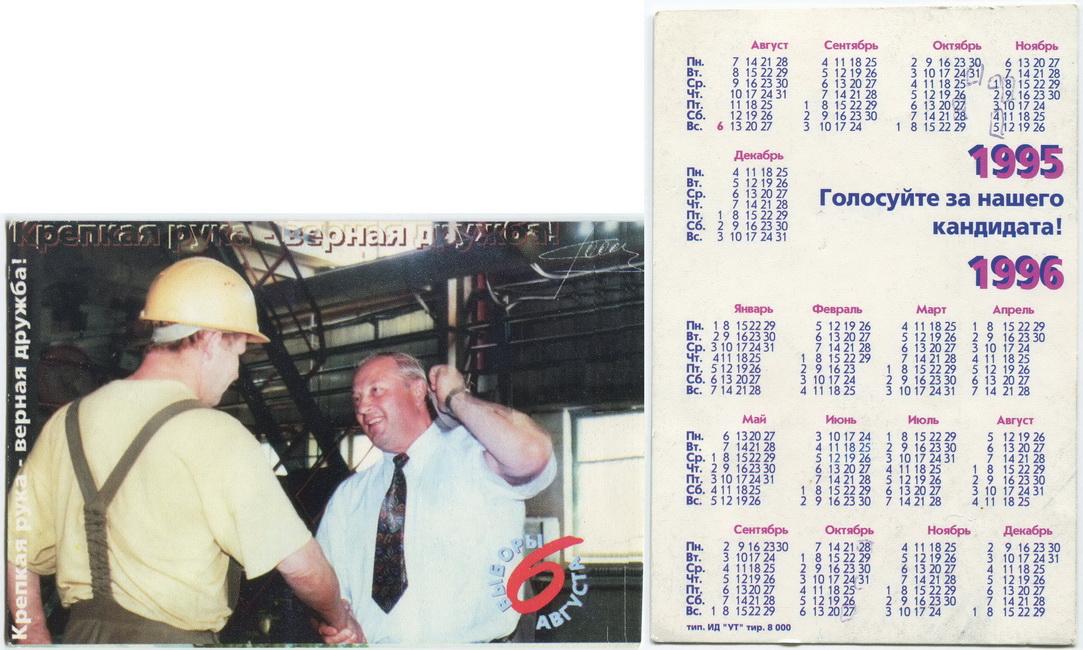 Крепкая рука - верная дружба!
Крепкая рука - верная дружба!
ВЫБОРЫ
6
АВГУСТА
Август Сентябрь Октябрь Ноябрь
Пн. 7 14 21 28 4 11 18 25 2 9 16 23 30 6 13 20 27
Вт. 8 15 22 29 5 12 19 26 3 10 17 24 31 7 14 21 28
Ср. 9 16 23 30 6 13 20 27 4 11 18 25 1 8 15 22 29
Чт. 10 17 24 31 7 14 21 28 5 12 19 26 2 9 16 23 30
Пт. 11 18 25 1 8 15 22 29 6 13 20 27 3 10 17 24
Сб. 12 19 26 2 9 16 23 30 7 14 21 28 4 11 18 25
Вс. 6 13 20 27 3 10 17 24 1 8 15 22 29 5 12 19 26
1995
Декабрь
Пн. 4 11 18 25
Вт. 5 12 19 26
Ср. 6 13 20 27
Чт. 7 14 21 28
Пт. 1 8 15 22 29
Сб. 2 9 16 23 30
Вс. 3 10 17 24 31
Голосуйте за нашего
кандидата!
1996
Январь Февраль Март Апрель
Пн. 1 8 15 22 29 5 12 19 26 4 11 18 25 1 8 15 22 29
Вт. 2 9 16 23 30 6 13 20 27 5 12 19 26 2 9 16 23 30
Ср. 3 10 17 24 31 7 14 21 28 6 13 20 27 3 10 17 24
Чт. 4 11 18 25 1 8 15 22 29 7 14 21 28 4 11 18 25
Пт. 5 12 19 26 2 9 16 23 1 8 15 22 29 5 12 19 26
Сб. 6 13 20 27 3 10 17 24 2 9 16 23 30 6 13 20 27
Вс. 7 14 21 28 4 11 18 25 3 10 17 24 31 7 14 21 28
Май Июнь Июль Август
Пн. 6 13 20 27 3 10 17 24 1 8 15 22 29 5 12 19 26
Вт. 7 14 21 28 4 11 18 25 2 9 16 23 30 6 13 20 27
Ср. 1 8 15 22 29 5 12 19 26 3 10 17 24 31 7 14 21 28
Чт. 2 9 16 23 30 6 13 20 27 4 11 18 25 1 8 15 22 29
Пт. 3 10 17 24 31 7 14 21 28 5 12 19 26 2 9 16 23 30
Сб. 4 11 18 25 1 8 15 22 29 6 13 20 27 3 10 17 24 31
Вс. 5 12 19 26 2 9 16 23 30 7 14 21 28 4 11 18 25
Сентябрь Октябрь Ноябрь Декабрь
Пн. 2 9 16 23 30 7 14 21 28 4 11 18 25 2 9 16 23 30
Вт. 3 10 17 24 1 8 15 22 29 5 12 19 26 3 10 17 24 31
Ср. 4 11 18 25 2 9 16 23 30 6 13 20 27 4 11 18 25
Чт. 5 12 19 26 3 10 17 24 31 7 14 21 28 5 12 19 26
Пт. 6 13 20 27 4 11 18 25 1 8 15 22 29 6 13 20 27
Сб. 7 14 21 28 5 12 19 26 2 9 16 23 30 7 14 21 28
Вс. 1 8 15 22 29 6 13 20 27 3 10 17 24 1 8 15 22 29
тип. ИД "УТ" тир. 8 000